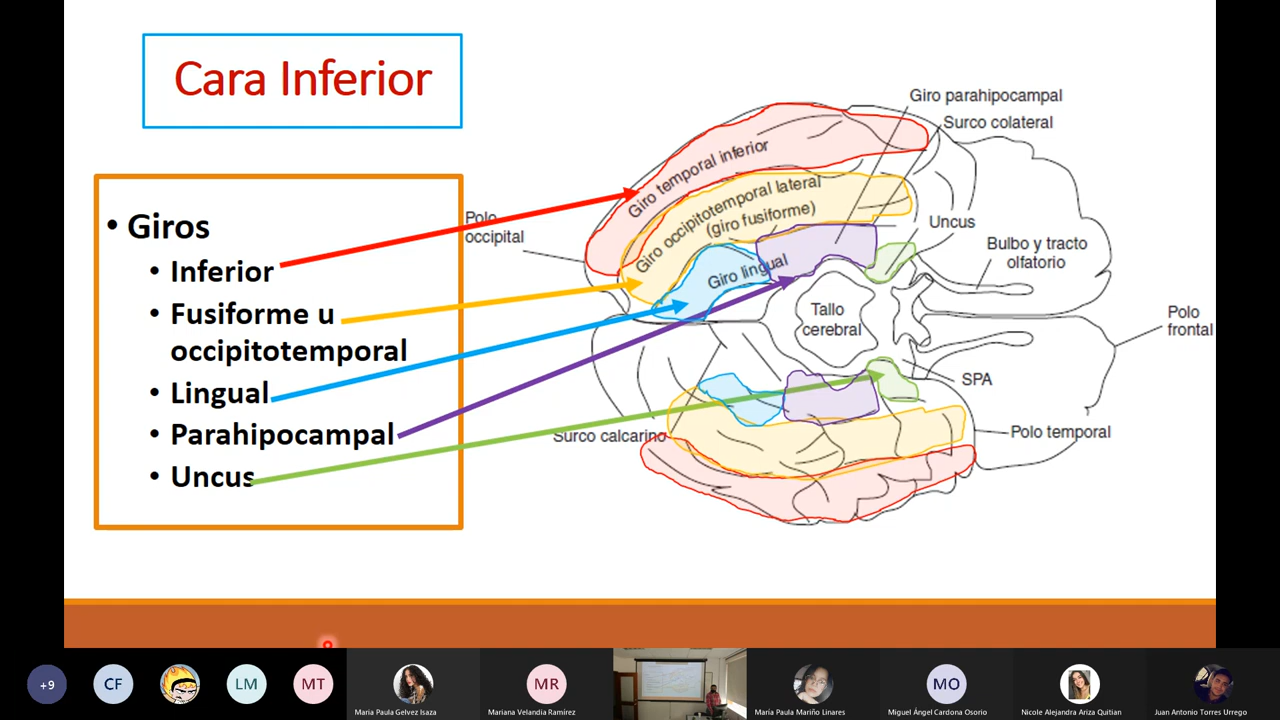 Cara Inferior
• Giros
• Inferior
• Fusiforme u
occipitotemporal
• Lingual
• Parahipocampal
• Uncus
Giro parahipocampal
Surco colateral
Giro temporal inferior
Giro occipitotemporal lateral
(giro fusiforme)
Polo
occipital
Uncus
Bulbo y tracto
olfatorio
Giro lingual
Tallo
cerebral
Polo
frontal
SPA
Surco calcarino
Polo temporal
+9
CF
LM
MT
MR
MO
Maria Paula Gelvez Isaza
Mariana Velandia Ramírez
María Paula Mariño Linares
Miguel Ángel Cardona Osorio
Nicole Alejandra Ariza Quitian
Juan Antonio Torres Urrego